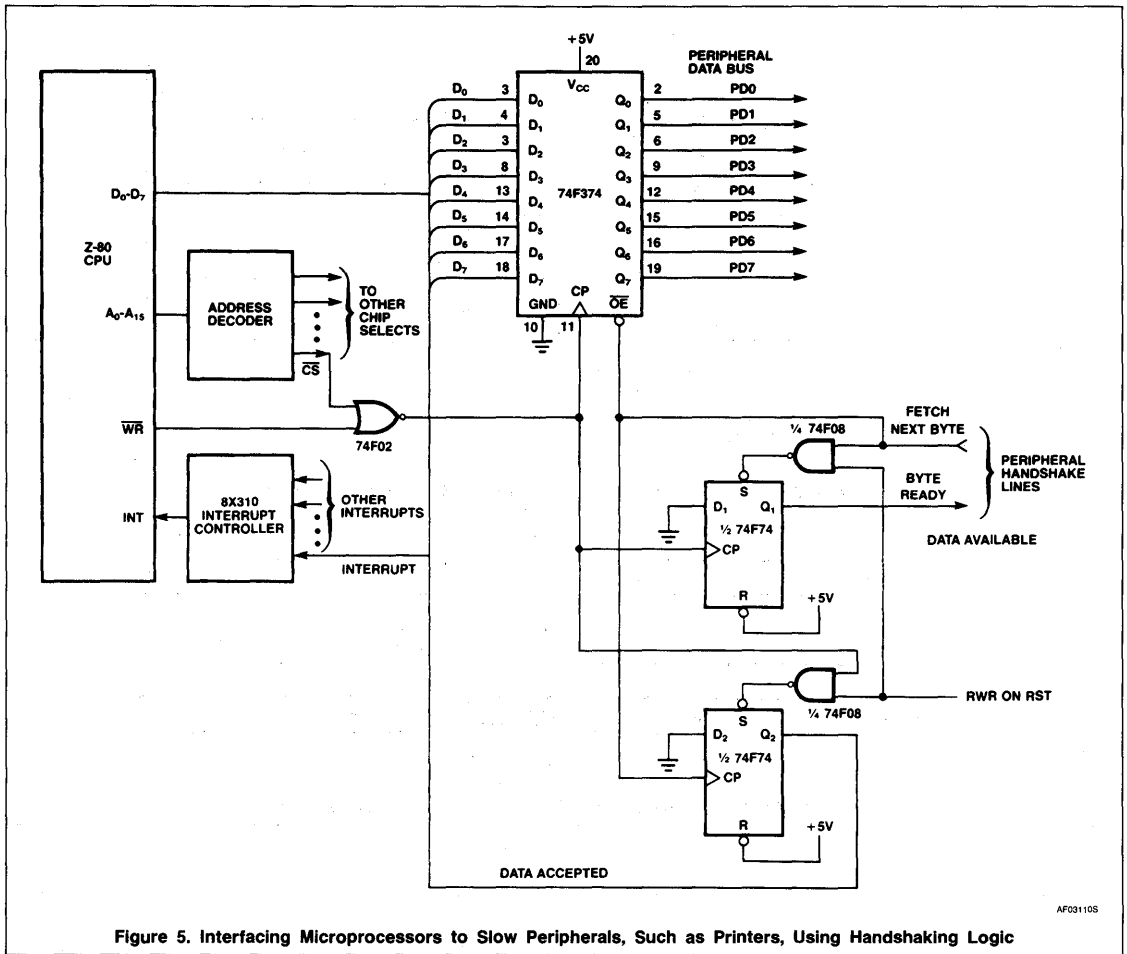 +5V
20
PERIPHERAL
DATA BUS
VCC
D0 3 D0 Q0 2 PD0
D1 4 D1 Q1 5 PD1
D2 3 D2 Q2 6 PD2
D3 8 D3 Q3 9 PD3
D4 13 D4 74F374 Q4 12 PD4
D5 14 D5 Q5 15 PD5
D6 17 D6 Q6 16 PD6
D7 18 D7 Q7 19 PD7
CP
GND OE
10 11
D0-D7
Z-80
CPU
A0-A15
ADDRESS
DECODER
TO
OTHER
CHIP
SELECTS
CS
WR
74F02
INT
8X310
INTERRUPT
CONTROLLER
OTHER
INTERRUPTS
INTERRUPT
FETCH
NEXT BYTE
¼ 74F08
PERIPHERAL
HANDSHAKE
LINES
BYTE
READY
S
D1 Q1
½ 74F74
CP
DATA AVAILABLE
R
+5V
RWR ON RST
¼ 74F08
S
D2 Q2
½ 74F74
CP
R
+5V
DATA ACCEPTED
AF03110S
Figure 5. Interfacing Microprocessors to Slow Peripherals, Such as Printers, Using Handshaking Logic